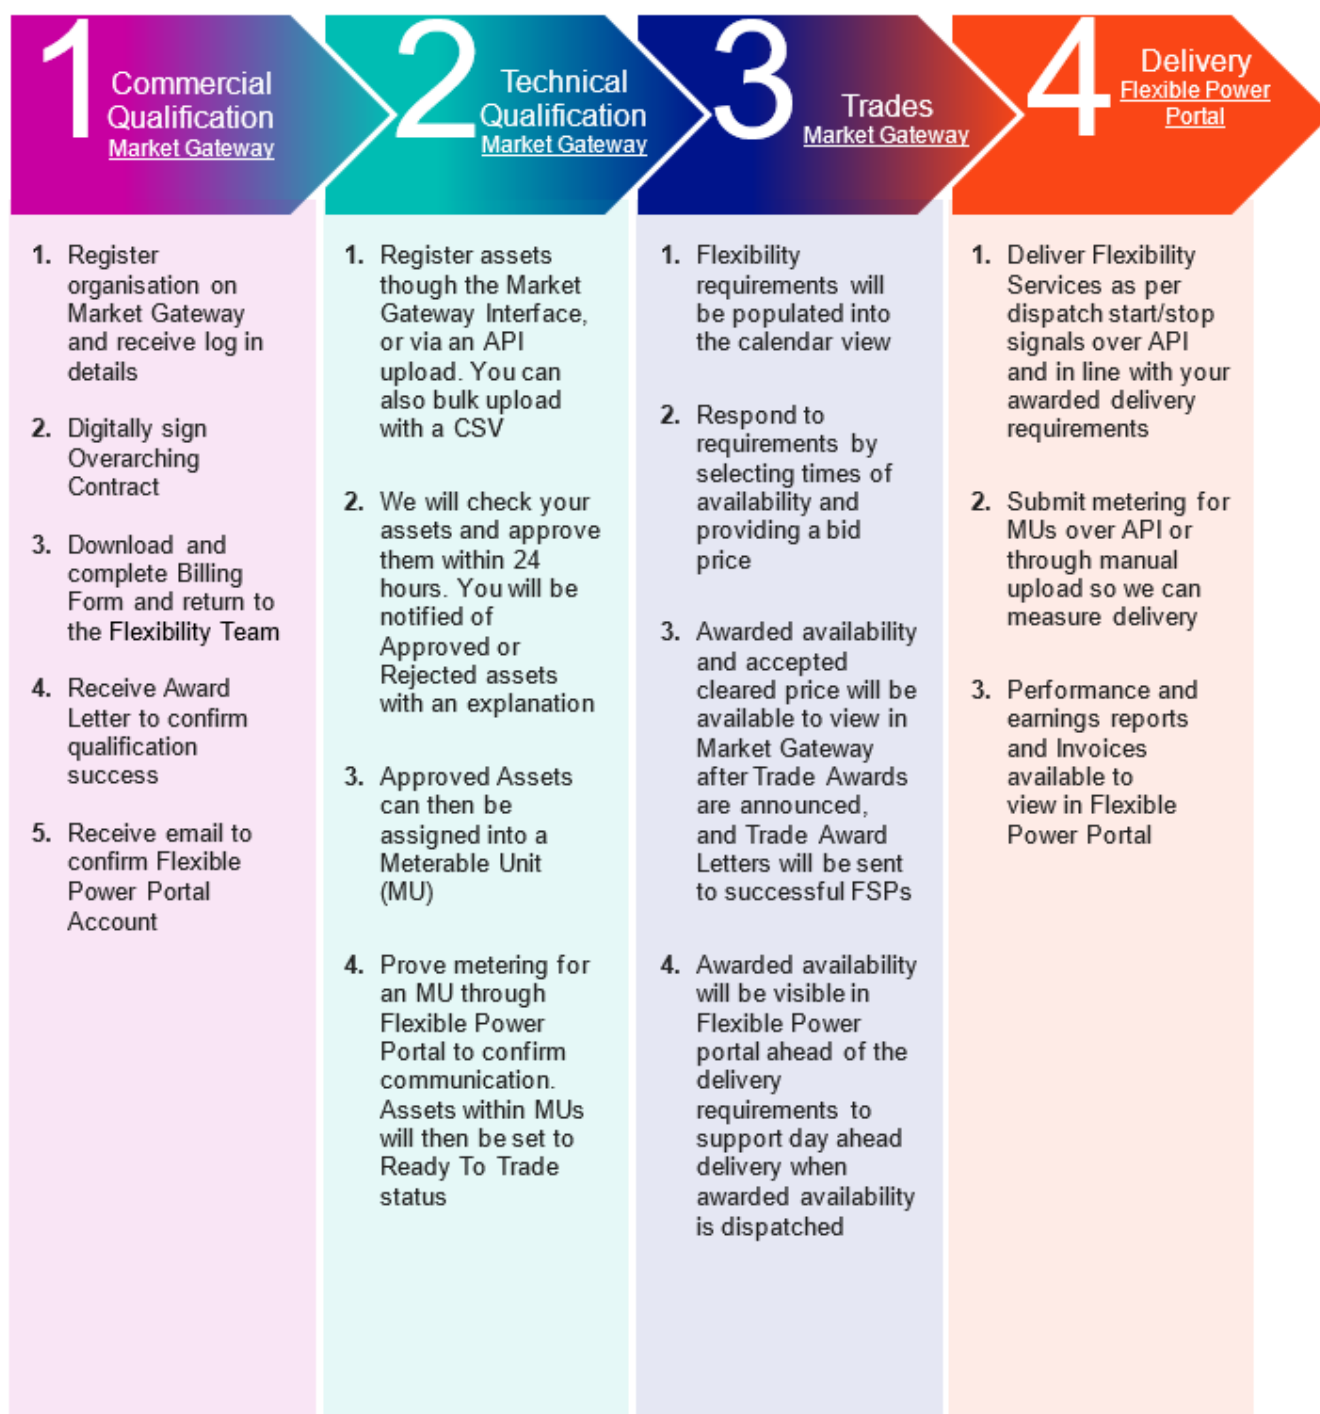 1
Commercial
Qualification
Market Gateway
1. Register
organisation on
Market Gateway
and receive log in
details
2. Digitally sign
Overarching
Contract
3. Download and
complete Billing
Form and return to
the Flexibility Team
4. Receive Award
Letter to confirm
qualification
success
5. Receive email to
confirm Flexible
Power Portal
Account
2
Technical
Qualification
Market Gateway
1. Register assets
though the Market
Gateway Interface,
or via an API
upload. You can
also bulk upload
with a CSV
2. We will check your
assets and approve
them within 24
hours. You will be
notified of
Approved or
Rejected assets
with an explanation
3. Approved Assets
can then be
assigned into a
Meterable Unit
(MU)
4. Prove metering for
an MU through
Flexible Power
Portal to confirm
communication.
Assets within MUs
will then be set to
Ready To Trade
status
3
Trades
Market Gateway
1. Flexibility
requirements will
be populated into
the calendar view
2. Respond to
requirements by
selecting times of
availability and
providing a bid
price
3. Awarded availability
and accepted
cleared price will be
available to view in
Market Gateway
after Trade Awards
are announced,
and Trade Award
Letters will be sent
to successful FSPs
4. Awarded availability
will be visible in
Flexible Power
portal ahead of the
delivery
requirements to
support day ahead
delivery when
awarded availability
is dispatched
4
Delivery
Flexible Power
Portal
1. Deliver Flexibility
Services as per
dispatch start/stop
signals over API
and in line with your
awarded delivery
requirements
2. Submit metering for
MUs over API or
through manual
upload so we can
measure delivery
3. Performance and
earnings reports
and Invoices
available to
view in Flexible
Power Portal